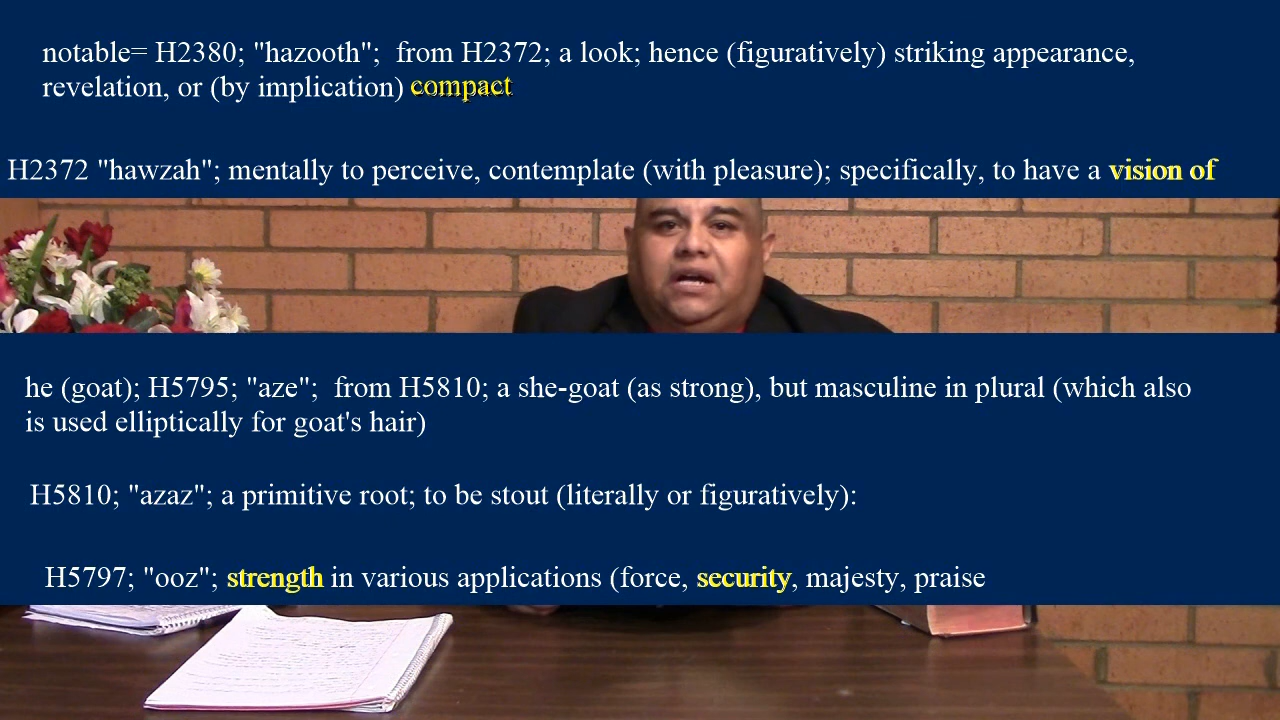 notable= H2380; "hazooth";  from H2372; a look; hence (figuratively) striking appearance,
revelation, or (by implication) compact
H2372 "hawzah"; mentally to perceive, contemplate (with pleasure); specifically, to have a vision of
he (goat); H5795; "aze";  from H5810; a she-goat (as strong), but masculine in plural (which also
is used elliptically for goat's hair)
H5810; "azaz"; a primitive root; to be stout (literally or figuratively):
H5797; "ooz"; strength in various applications (force, security, majesty, praise